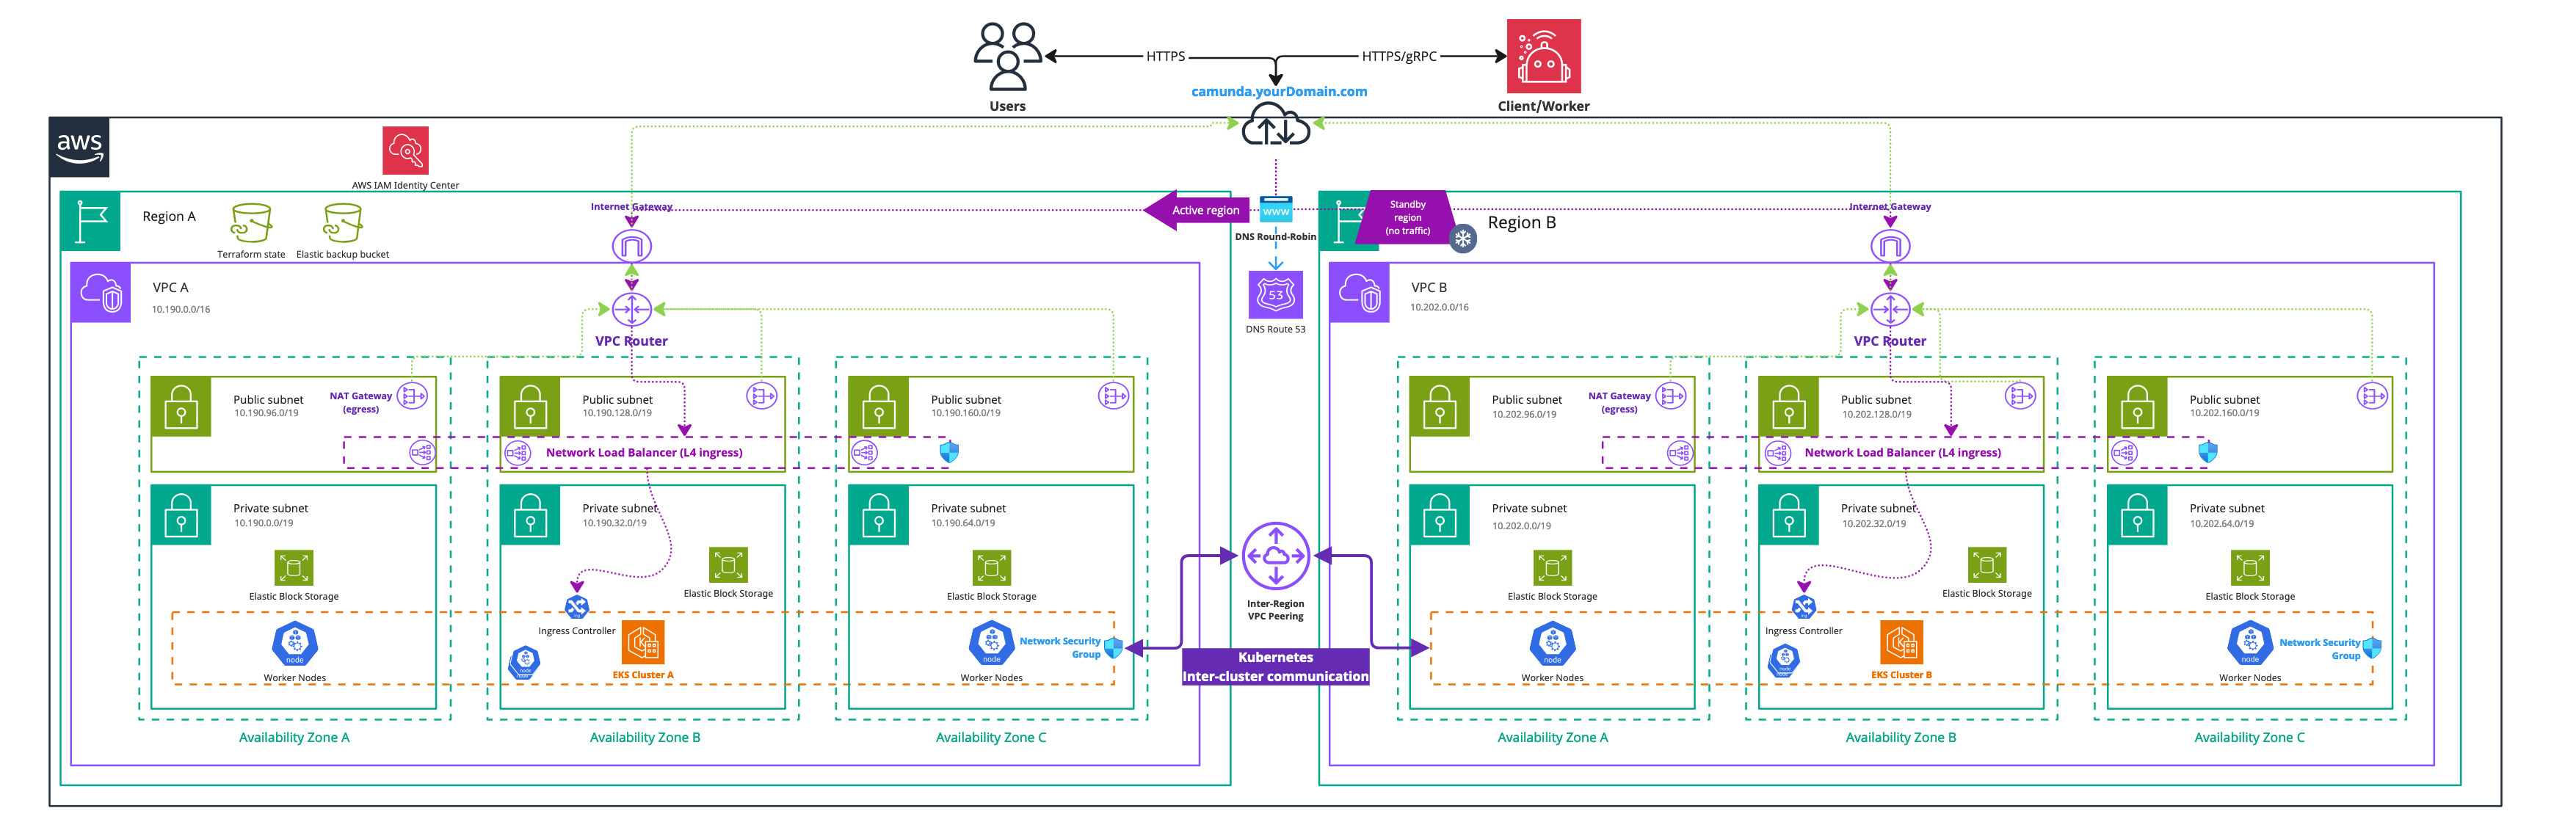 HTTPS
HTTPS/gRPC
Users
camunda.yourDomain.com
Client/Worker
aws
AWS IAM Identity Center
Region A
Terraform state
Elastic backup bucket
Internet Gateway
Active region
WWW
DNS Round-Robin
53
DNS Route 53
Standby
region
(no traffic)
Region B
Internet Gateway
VPC A
10.190.0.0/16
VPC Router
Public subnet
10.190.96.0/19
NAT Gateway
(egress)
Public subnet
10.190.128.0/19
Public subnet
10.190.160.0/19
Network Load Balancer (L4 ingress)
Private subnet
10.190.0.0/19
Private subnet
10.190.32.0/19
Private subnet
10.190.64.0/19
Elastic Block Storage
Elastic Block Storage
Elastic Block Storage
Ingress Controller
node
Worker Nodes
EKS Cluster A
node
Worker Nodes
Network Security
Group
Availability Zone A
Availability Zone B
Availability Zone C
Inter-Region
VPC Peering
Kubernetes
Inter-cluster communication
VPC B
10.202.0.0/16
VPC Router
Public subnet
10.202.96.0/19
NAT Gateway
(egress)
Public subnet
10.202.128.0/19
Public subnet
10.202.160.0/19
Network Load Balancer (L4 ingress)
Private subnet
10.202.0.0/19
Private subnet
10.202.32.0/19
Private subnet
10.202.64.0/19
Elastic Block Storage
Elastic Block Storage
Elastic Block Storage
Ingress Controller
node
Worker Nodes
EKS Cluster B
node
Worker Nodes
Network Security
Group
Availability Zone A
Availability Zone B
Availability Zone C